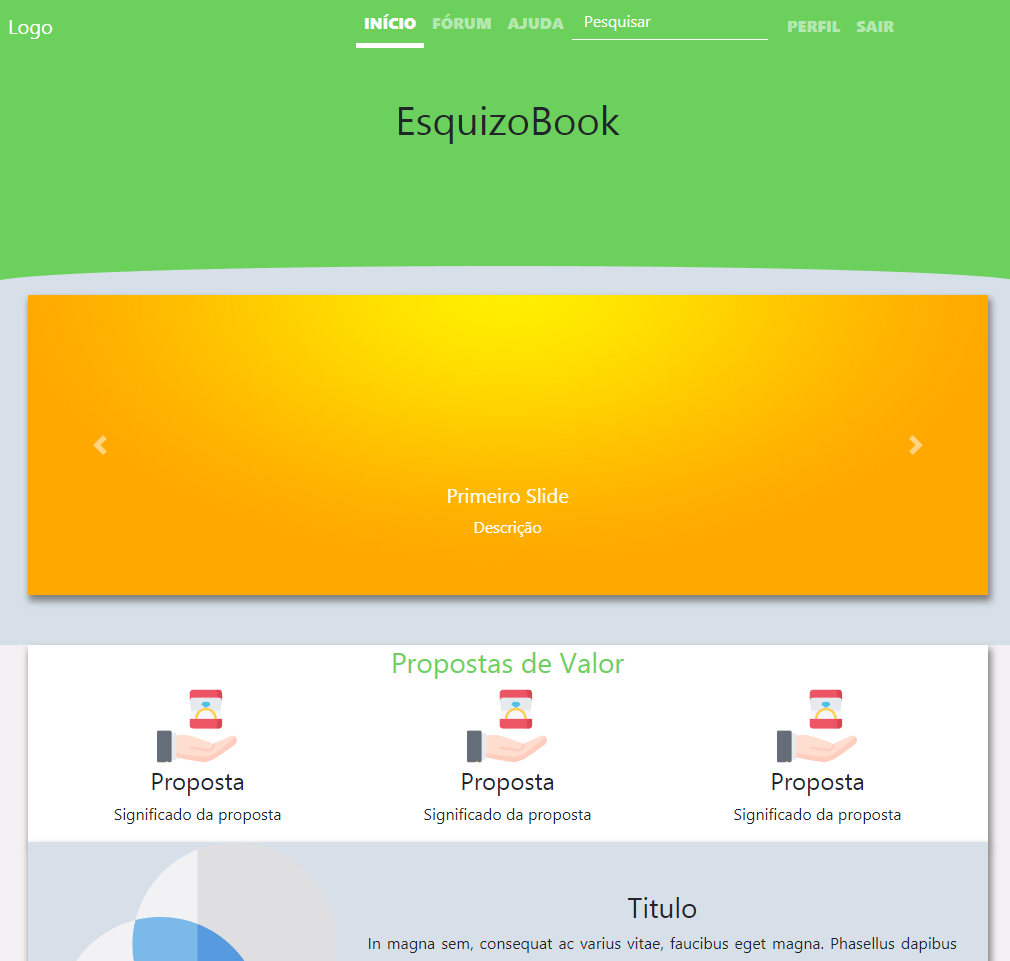 Logo INÍCIO FÓRUM AJUDA Pesquisar PERFIL SAIR
EsquizoBook
Primeiro Slide
Descrição
Propostas de Valor
Proposta Proposta Proposta
Significado da proposta Significado da proposta Significado da proposta
Titulo
In magna sem, consequat ac varius vitae, faucibus eget magna. Phasellus dapibus